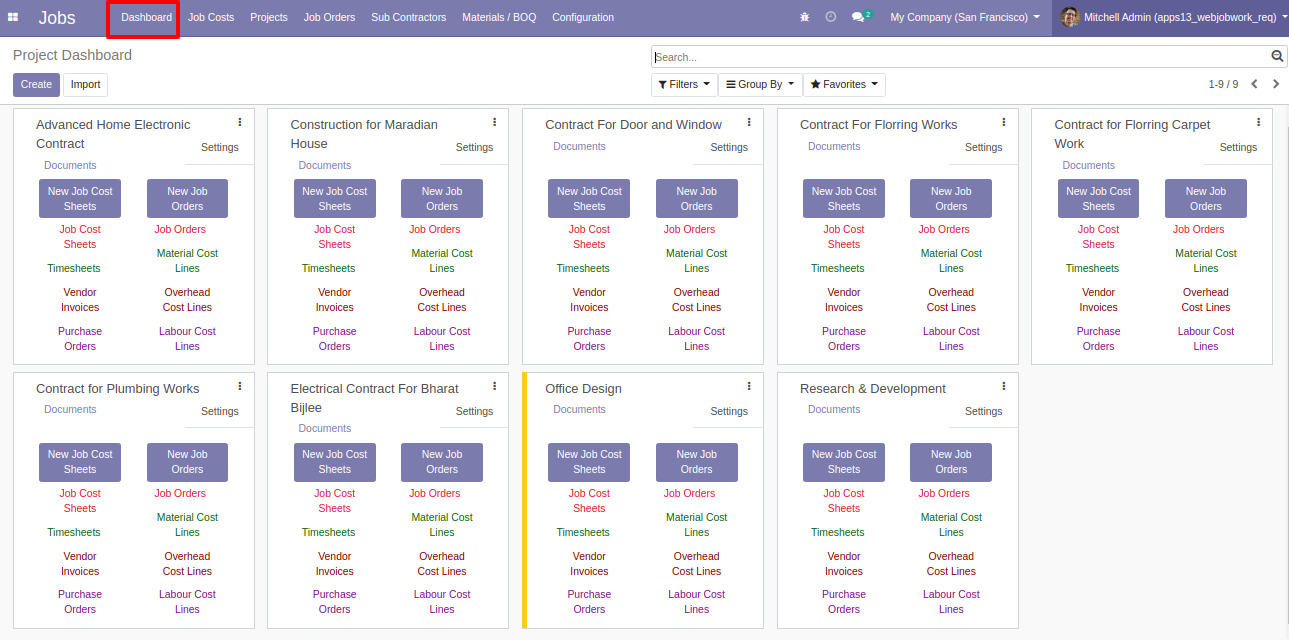 Jobs Dashboard Job Costs Projects Job Orders Sub Contractors Materials / BOQ Configuration 2 My Company (San Francisco) Mitchell Admin (apps13_webjobwork_req)
Project Dashboard
Search...
Create Import
Filters Group By Favorites
1-9 / 9
Advanced Home Electronic
Contract
Settings
Documents
New Job Cost
Sheets
New Job
Orders
Job Cost
Sheets
Job Orders
Timesheets
Material Cost
Lines
Vendor
Invoices
Overhead
Cost Lines
Purchase
Orders
Labour Cost
Lines
Construction for Maradian
House
Settings
Documents
New Job Cost
Sheets
New Job
Orders
Job Cost
Sheets
Job Orders
Timesheets
Material Cost
Lines
Vendor
Invoices
Overhead
Cost Lines
Purchase
Orders
Labour Cost
Lines
Contract For Door and Window
Documents
Settings
New Job Cost
Sheets
New Job
Orders
Job Cost
Sheets
Job Orders
Timesheets
Material Cost
Lines
Vendor
Invoices
Overhead
Cost Lines
Purchase
Orders
Labour Cost
Lines
Contract For Florring Works
Documents
Settings
New Job Cost
Sheets
New Job
Orders
Job Cost
Sheets
Job Orders
Timesheets
Material Cost
Lines
Vendor
Invoices
Overhead
Cost Lines
Purchase
Orders
Labour Cost
Lines
Contract for Florring Carpet
Work
Settings
Documents
New Job Cost
Sheets
New Job
Orders
Job Cost
Sheets
Job Orders
Timesheets
Material Cost
Lines
Vendor
Invoices
Overhead
Cost Lines
Purchase
Orders
Labour Cost
Lines
Contract for Plumbing Works
Documents
Settings
New Job Cost
Sheets
New Job
Orders
Job Cost
Sheets
Job Orders
Timesheets
Material Cost
Lines
Vendor
Invoices
Overhead
Cost Lines
Purchase
Orders
Labour Cost
Lines
Electrical Contract For Bharat
Bijlee
Settings
Documents
New Job Cost
Sheets
New Job
Orders
Job Cost
Sheets
Job Orders
Timesheets
Material Cost
Lines
Vendor
Invoices
Overhead
Cost Lines
Purchase
Orders
Labour Cost
Lines
Office Design
Documents
Settings
New Job Cost
Sheets
New Job
Orders
Job Cost
Sheets
Job Orders
Timesheets
Material Cost
Lines
Vendor
Invoices
Overhead
Cost Lines
Purchase
Orders
Labour Cost
Lines
Research & Development
Documents
Settings
New Job Cost
Sheets
New Job
Orders
Job Cost
Sheets
Job Orders
Timesheets
Material Cost
Lines
Vendor
Invoices
Overhead
Cost Lines
Purchase
Orders
Labour Cost
Lines